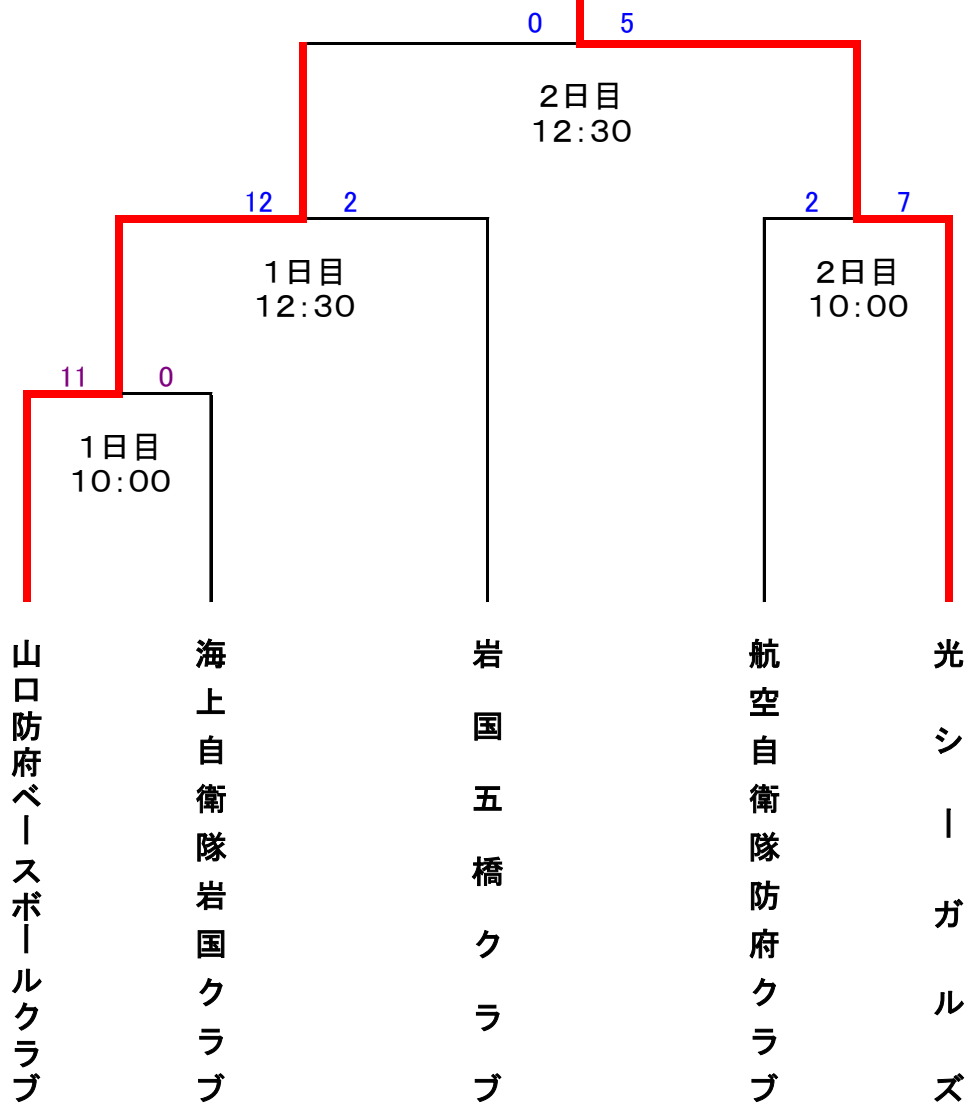 0 5
2日目
12:30
12 2
2 7
1日目
12:30
2日目
10:00
11 0
1日目
10:00
山口防府ベースボールクラブ
海上自衛隊岩国クラブ
岩国五橋クラブ
航空自衛隊防府クラブ
光シーガルズ